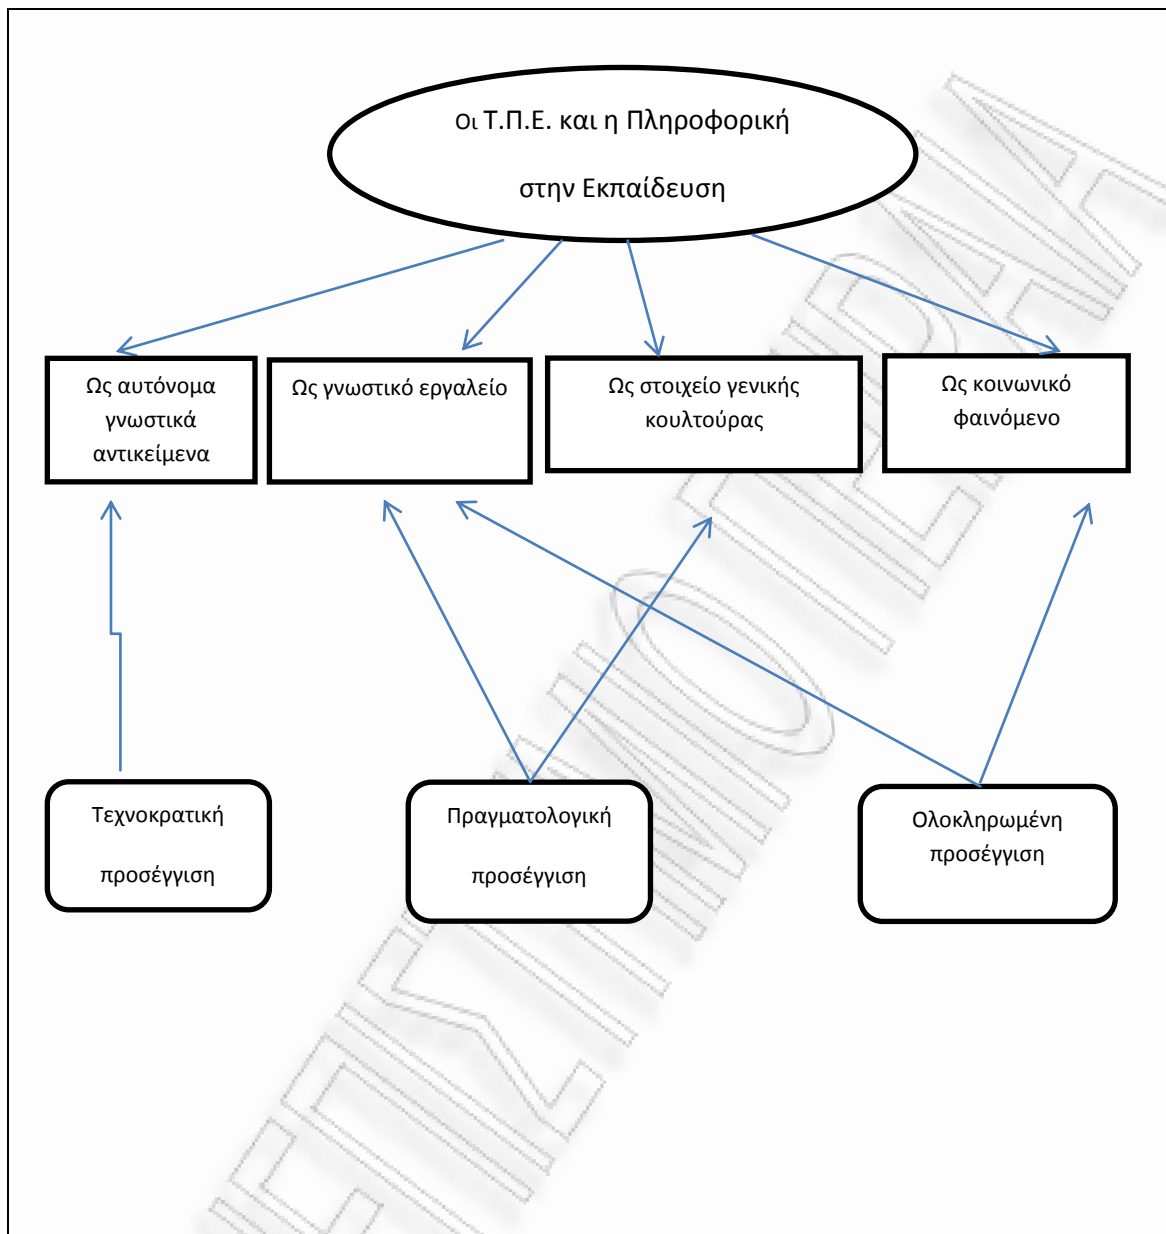 Οι Τ.Π.Ε. και η Πληροφορική
στην Εκπαίδευση
Ως αυτόνομα
γνωστικά
αντικείμενα
Ως γνωστικό εργαλείο
Ως στοιχείο γενικής
κουλτούρας
Ως κοινωνικό
φαινόμενο
Τεχνοκρατική
προσέγγιση
Πραγματολογική
προσέγγιση
Ολοκληρωμένη
προσέγγιση